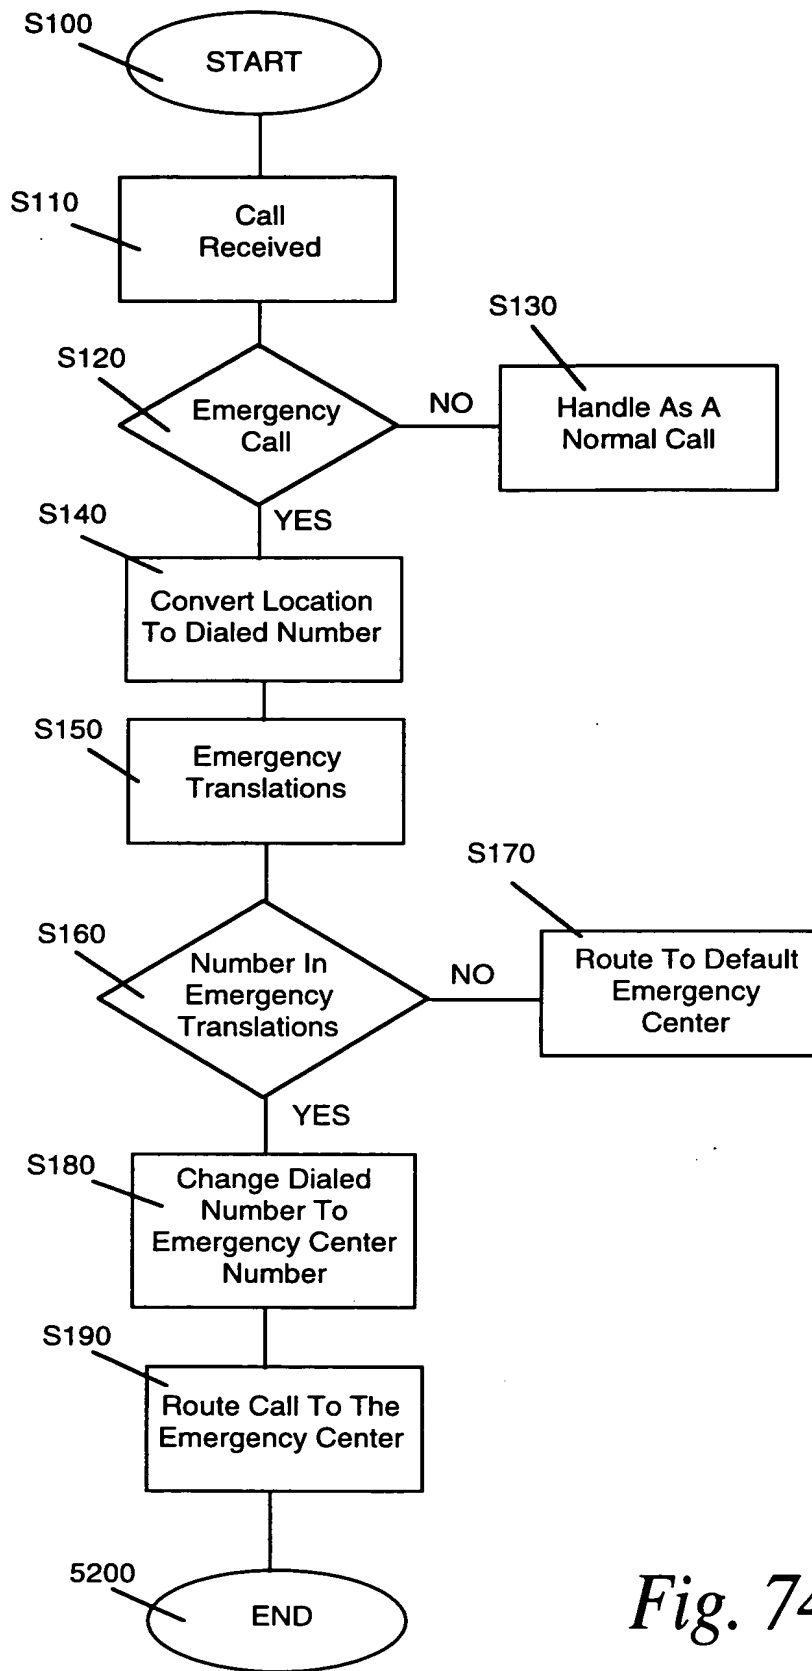 S100
START
S110
Call
Received
S120
Emergency
Call
NO
S130
Handle As A
Normal Call
YES
S140
Convert Location
To Dialed Number
S150
Emergency
Translations
S160
Number In
Emergency
Translations
NO
S170
Route To Default
Emergency
Center
YES
S180
Change Dialed
Number To
Emergency Center
Number
S190
Route Call To The
Emergency Center
5200
END
Fig. 74